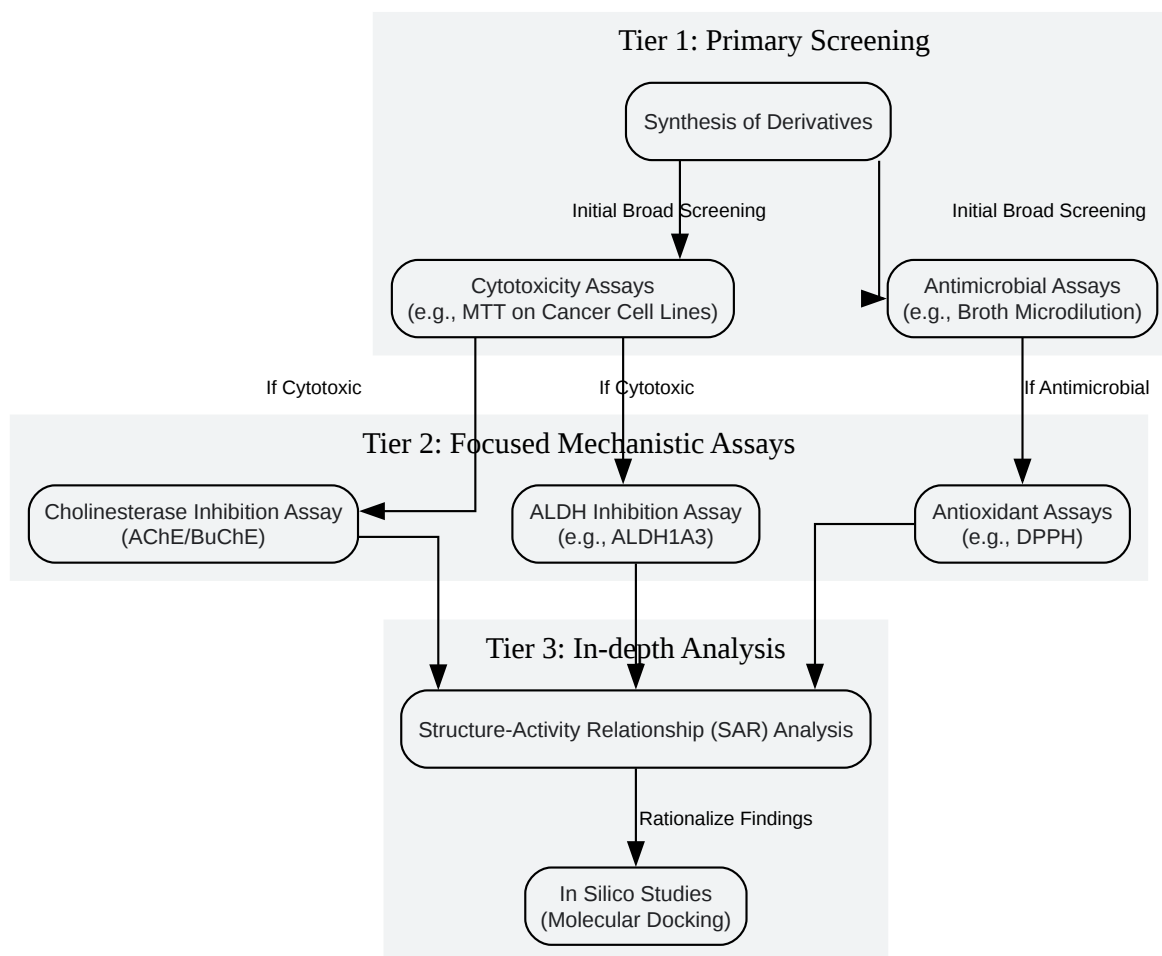 Tier 1: Primary Screening
Synthesis of Derivatives
Initial Broad Screening
Initial Broad Screening
Cytotoxicity Assays
(e.g., MTT on Cancer Cell Lines)
Antimicrobial Assays
(e.g., Broth Microdilution)
If Cytotoxic
If Cytotoxic
If Antimicrobial
Tier 2: Focused Mechanistic Assays
Cholinesterase Inhibition Assay
(AChE/BuChE)
ALDH Inhibition Assay
(e.g., ALDH1A3)
Antioxidant Assays
(e.g., DPPH)
Tier 3: In-depth Analysis
Structure-Activity Relationship (SAR) Analysis
Rationalize Findings
In Silico Studies
(Molecular Docking)